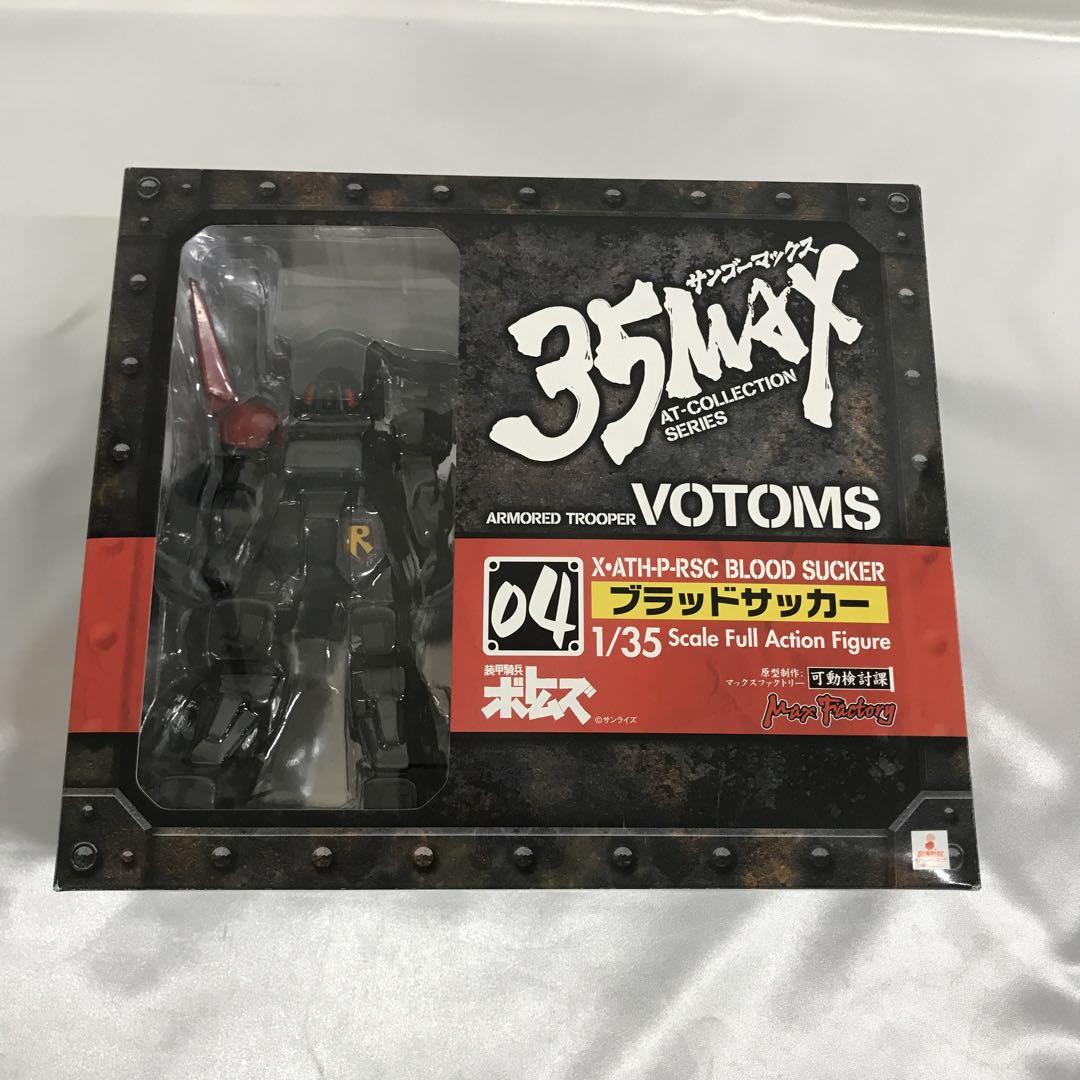 サンゴーマックス
35MAX
AT-COLLECTION
SERIES
ARMORED TROOPER VOTOMS
04
X•ATH-P-RSC BLOOD SUCKER
ブラッドサッカー
1/35 Scale Full Action Figure
装甲騎兵
ボトムズ
©サンライズ
原型制作:
マックスファクトリー
可動検討課
Max Factory
R